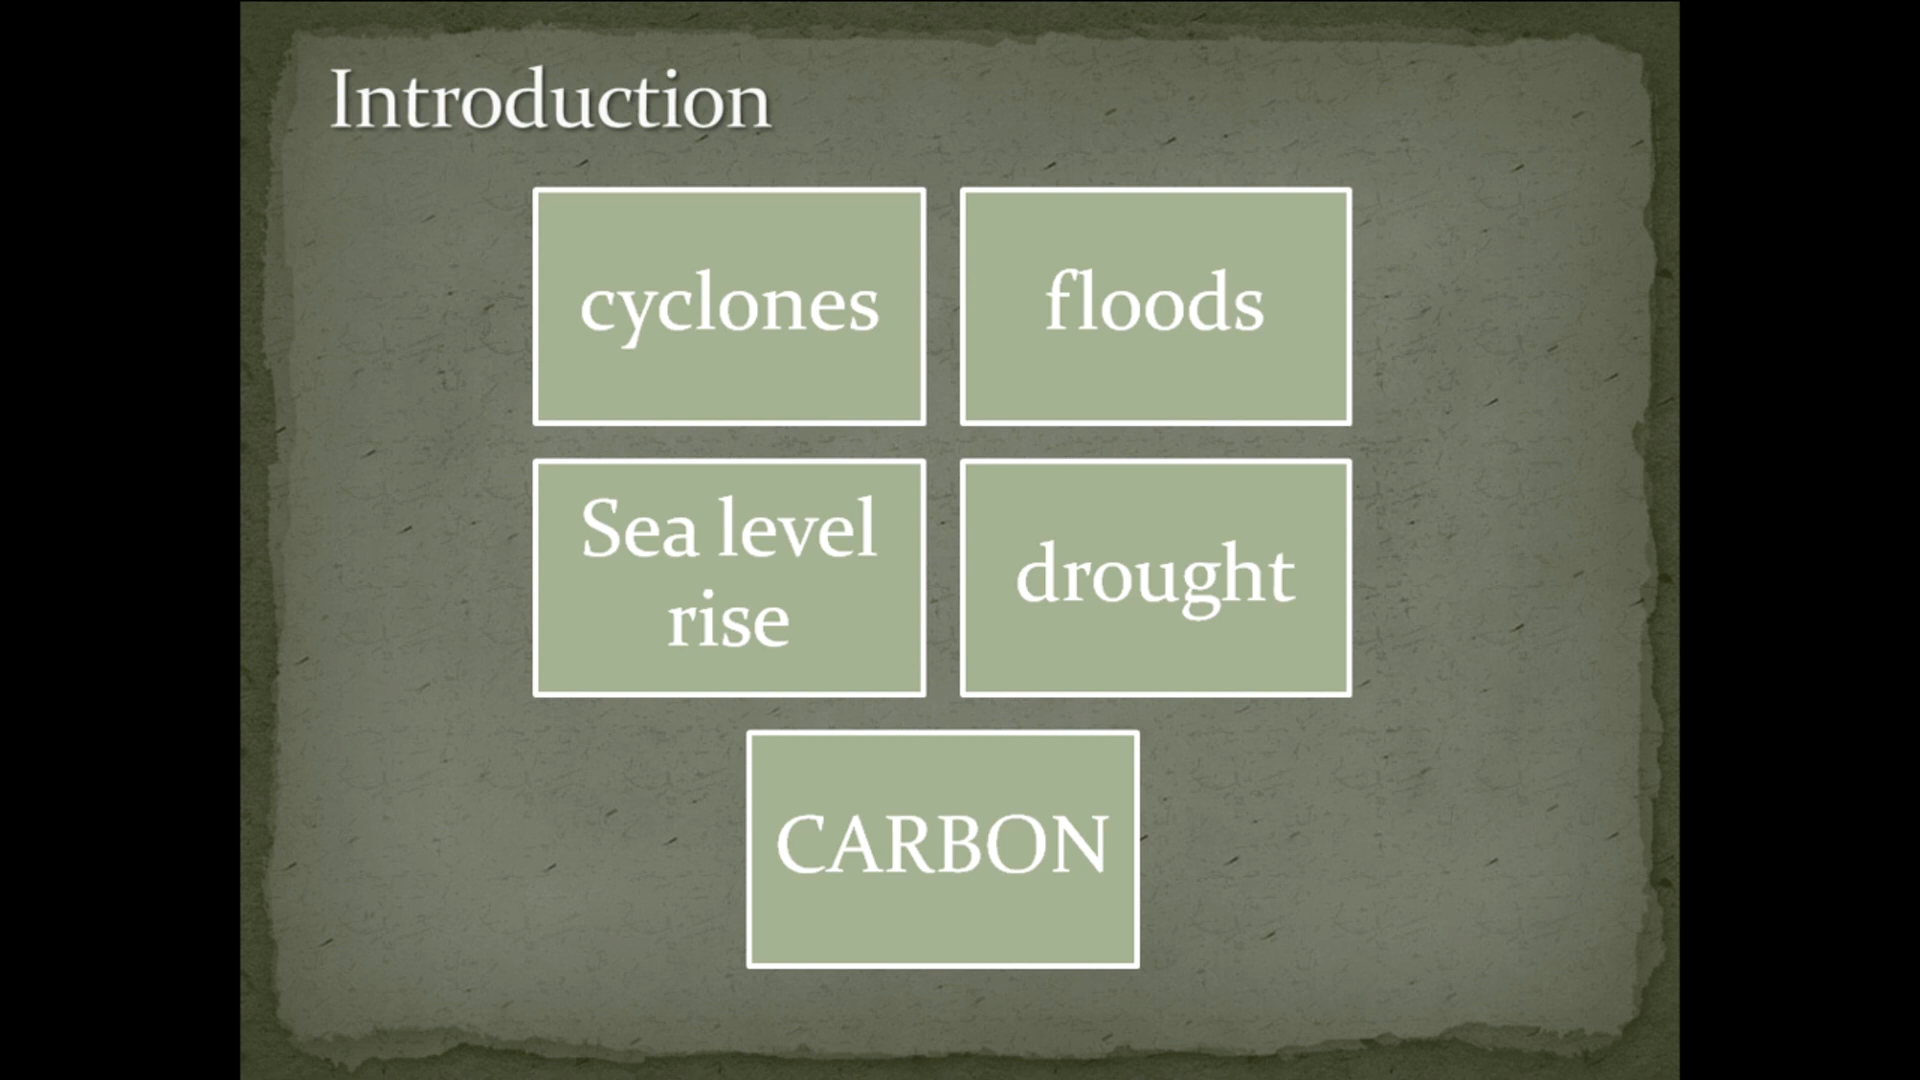 Introduction
cyclones
floods
Sea level
rise
drought
CARBON